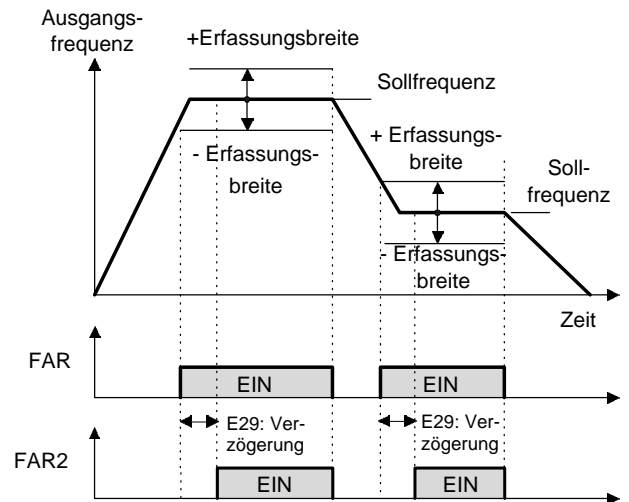 Ausgangs-
frequenz
+Erfassungsbreite
Sollfrequenz
- Erfassungs-
breite
+ Erfassungs-
breite
Soll-
frequenz
- Erfassungs-
breite
Zeit
FAR
EIN
EIN
E29: Ver-
zögerung
E29: Ver-
zögerung
FAR2
EIN
EIN